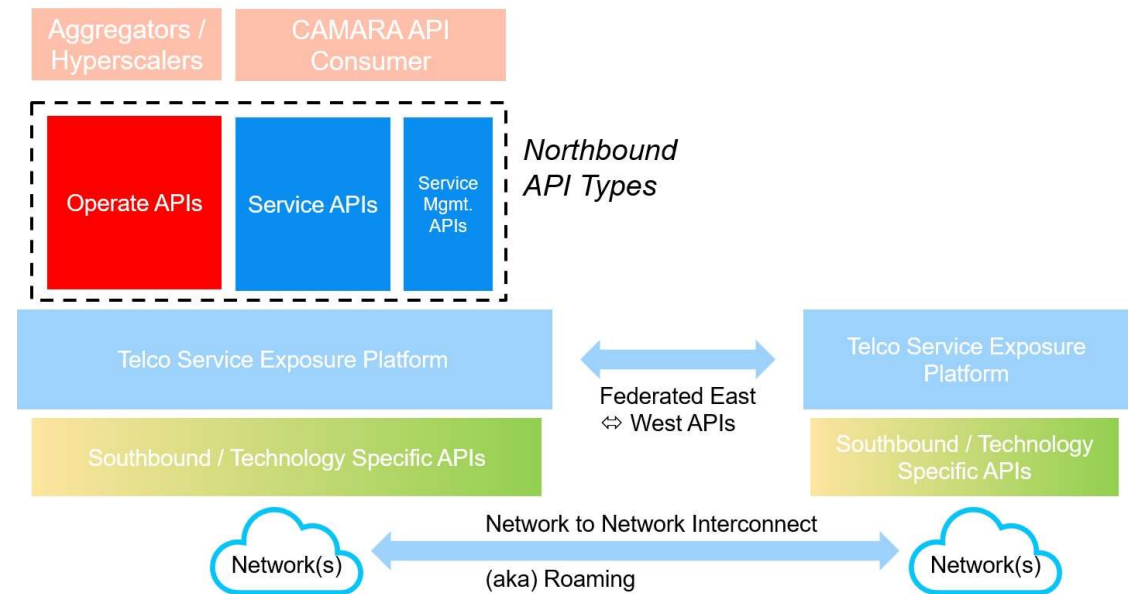 Aggregators /
Hyperscalers
CAMARA API
Consumer
Operate APIs
Service APIs
Service
Mgmt.
APIs
Northbound
API Types
Telco Service Exposure Platform
Federated East
⇔ West APIs
Telco Service Exposure
Platform
Southbound / Technology Specific APIs
Southbound / Technology
Specific APIs
Network(s)
Network to Network Interconnect
(aka) Roaming
Network(s)